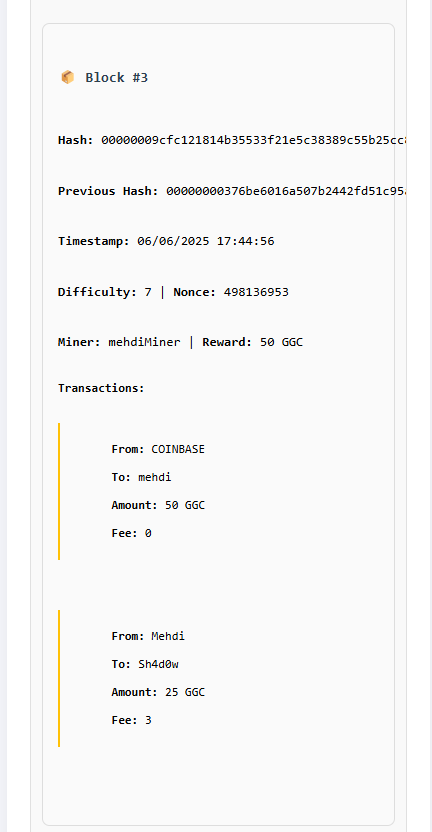 📦 Block #3
Hash: 00000009cfc121814b35533f21e5c38389c55b25cc
Previous Hash: 00000000376be6016a507b2442fd51c95
Timestamp: 06/06/2025 17:44:56
Difficulty: 7 | Nonce: 498136953
Miner: mehdiMiner | Reward: 50 GGC
Transactions:
From: COINBASE
To: mehdi
Amount: 50 GGC
Fee: 0
From: Mehdi
To: Sh4d0w
Amount: 25 GGC
Fee: 3